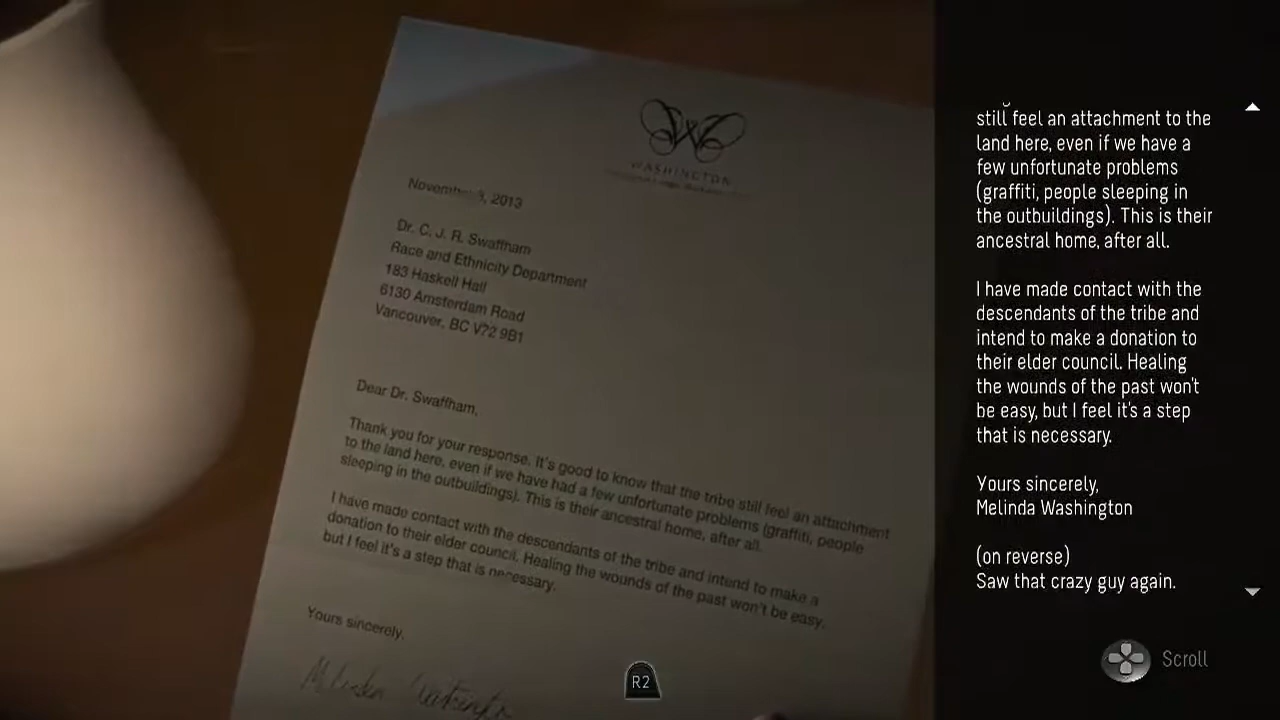 WASHINGTON
2013
Dr. C. J. R. Swaffham
Race and Ethnicity Department
183 Haskell Hall
6130 Amsterdam Road
Vancouver, BC V72 9B1
Dear Dr. Swaffham,
Thank you for your response. It's good to know that the tribe still feel an attachment
to the land here, even if we have had a few unfortunate problems (graffiti, people
sleeping in the outbuildings). This is their ancestral home, after all.
I have made contact with the descendants of the tribe and intend to make a
donation to their elder council. Healing the wounds of the past won't be easy,
but I feel it's a step that is necessary.
Yours sincerely,
Melinda Washington
R2
still feel an attachment to the
land here, even if we have a
few unfortunate problems
(graffiti, people sleeping in
the outbuildings). This is their
ancestral home, after all.
I have made contact with the
descendants of the tribe and
intend to make a donation to
their elder council. Healing
the wounds of the past won't
be easy, but I feel it's a step
that is necessary.
Yours sincerely,
Melinda Washington
(on reverse)
Saw that crazy guy again.
Scroll